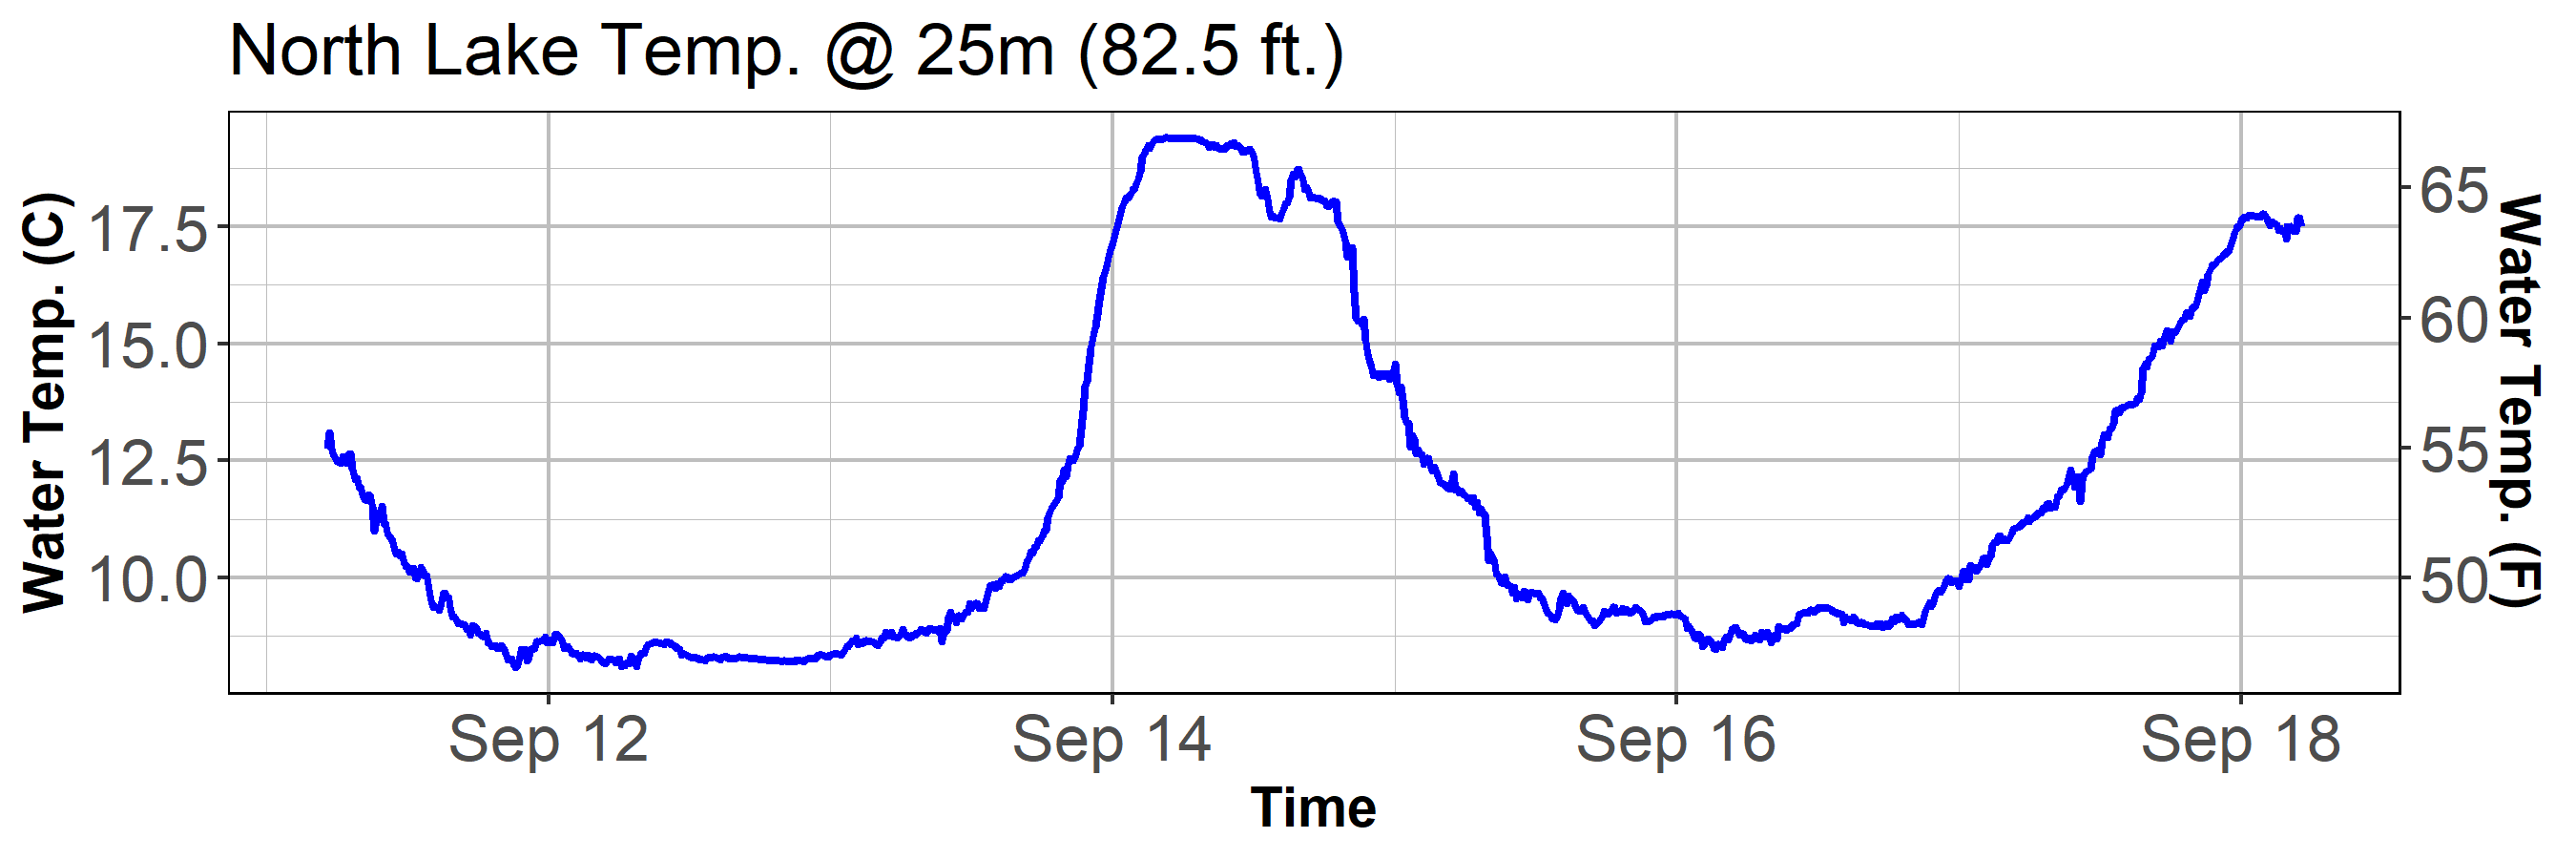 North Lake Temp. @ 25m (82.5 ft.)
Water Temp. (C)
17.5
15.0
12.5
10.0
65
60
55
50
Water Temp. (F)
Sep 12
Sep 14
Sep 16
Sep 18
Time